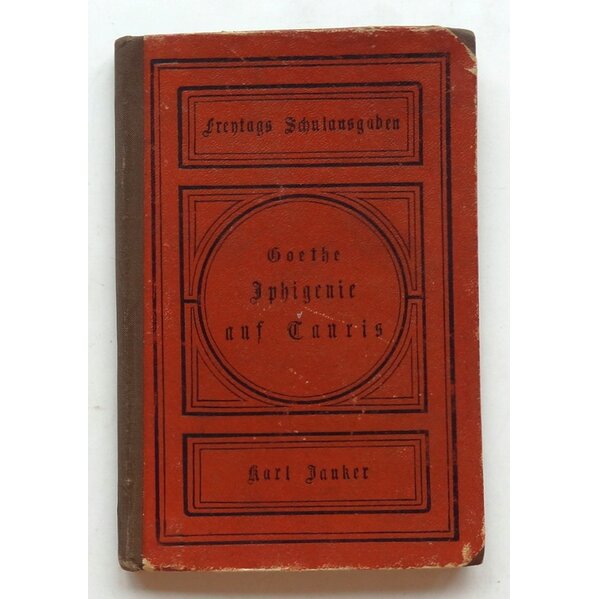 Freytags Schulausgaben
Goethe
Iphigenie
auf Tauris
Karl Janker